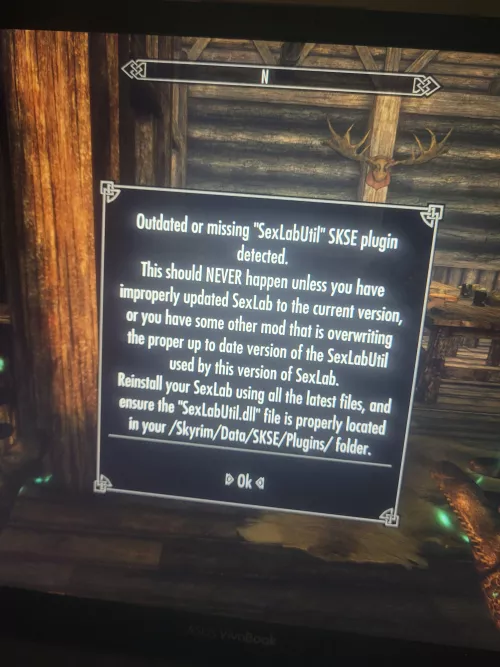 N
Outdated or missing "SexLabUtil" SKSE plugin
detected.
This should NEVER happen unless you have
improperly updated SexLab to the current version,
or you have some other mod that is overwriting
the proper up to date version of the SexLabUtil
used by this version of SexLab.
Reinstall your SexLab using all the latest files, and
ensure the "SexLabUtil.dll" file is properly located
in your /Skyrim/Data/SKSE/Plugins/ folder.
Ok
VivoBook